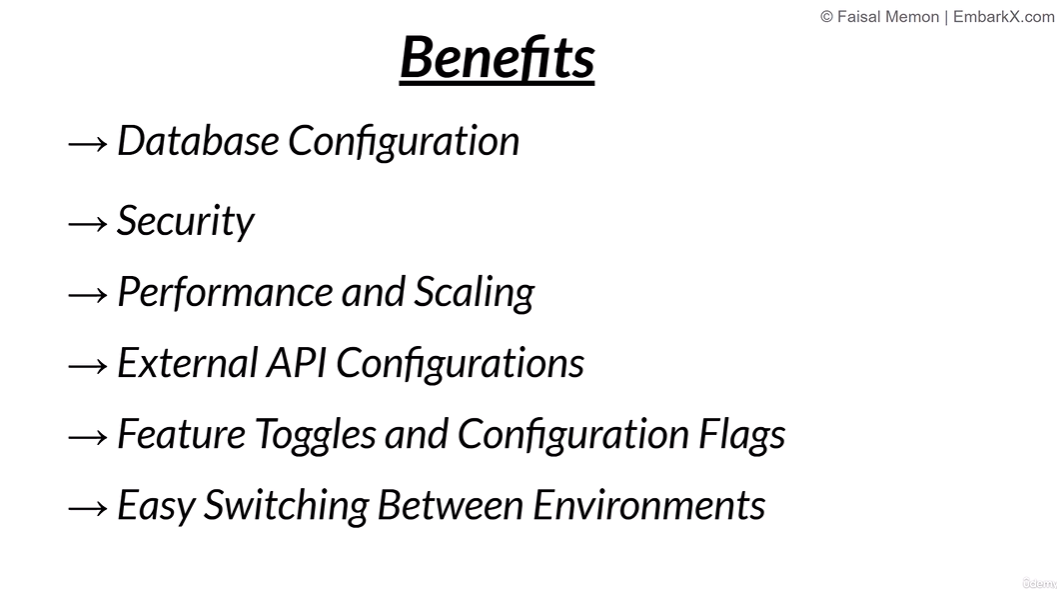 © Faisal Memon | EmbarkX.com
Benefits
→ Database Configuration
→ Security
→ Performance and Scaling
→ External API Configurations
→ Feature Toggles and Configuration Flags
→ Easy Switching Between Environments
ûdemy